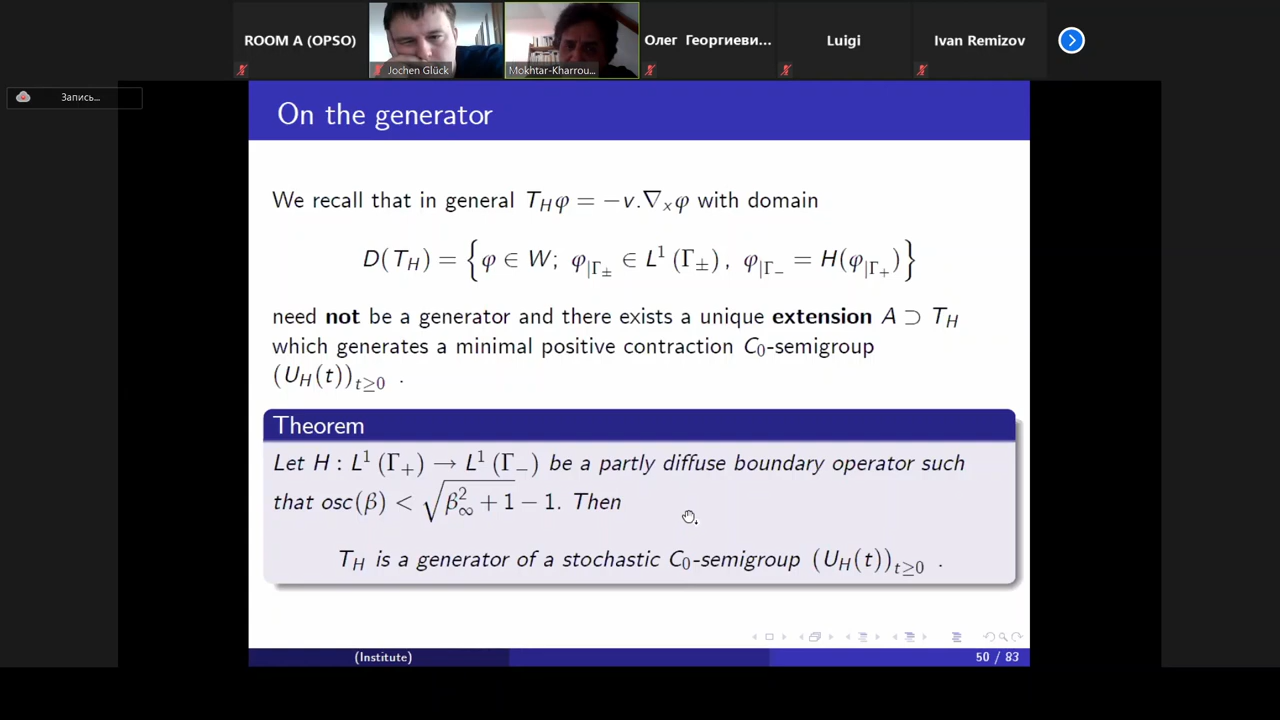 ROOM A (OPSO)
Jochen Glück
Mokhtar-Kharrou...
Олег Георгиеви...
Luigi
Ivan Remizov
Запись...
On the generator
We recall that in general T_H φ = −v.∇_x φ with domain
D(T_H) = { φ ∈ W; φ_{|Γ±} ∈ L¹(Γ±), φ_{|Γ−} = H(φ_{|Γ+}) }
need not be a generator and there exists a unique extension A ⊃ T_H
which generates a minimal positive contraction C₀-semigroup
(U_H(t))_{t≥0} .
Theorem
Let H : L¹(Γ₊) → L¹(Γ₋) be a partly diffuse boundary operator such
that osc(β) < √(β²_∞ + 1) − 1. Then
T_H is a generator of a stochastic C₀-semigroup (U_H(t))_{t≥0} .
(Institute)
50 / 83